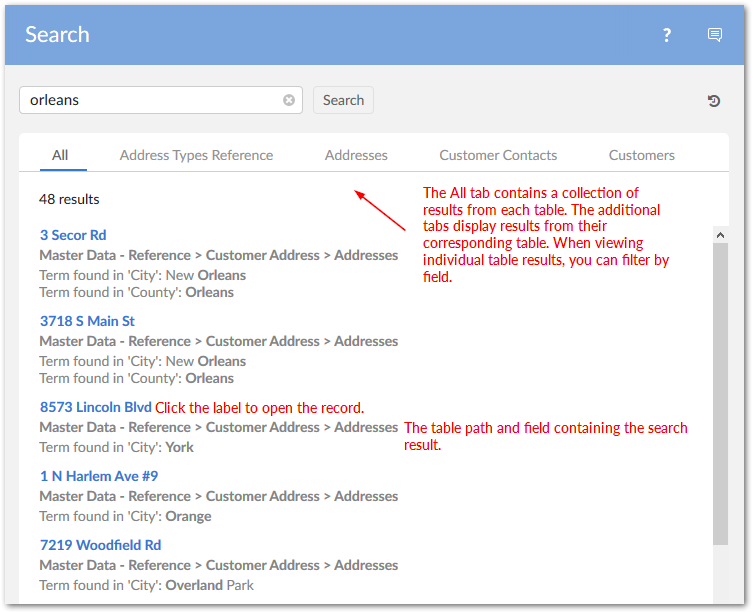 Search
?
orleans
Search
All
Address Types Reference
Addresses
Customer Contacts
Customers
48 results
The All tab contains a collection of
results from each table. The additional
tabs display results from their
corresponding table. When viewing
individual table results, you can filter by
field.
3 Secor Rd
Master Data - Reference > Customer Address > Addresses
Term found in 'City': New Orleans
Term found in 'County': Orleans
3718 S Main St
Master Data - Reference > Customer Address > Addresses
Term found in 'City': New Orleans
Term found in 'County': Orleans
8573 Lincoln Blvd Click the label to open the record.
Master Data - Reference > Customer Address > Addresses
The table path and field containing the search
result.
Term found in 'City': York
1 N Harlem Ave #9
Master Data - Reference > Customer Address > Addresses
Term found in 'City': Orange
7219 Woodfield Rd
Master Data - Reference > Customer Address > Addresses
Term found in 'City': Overland Park